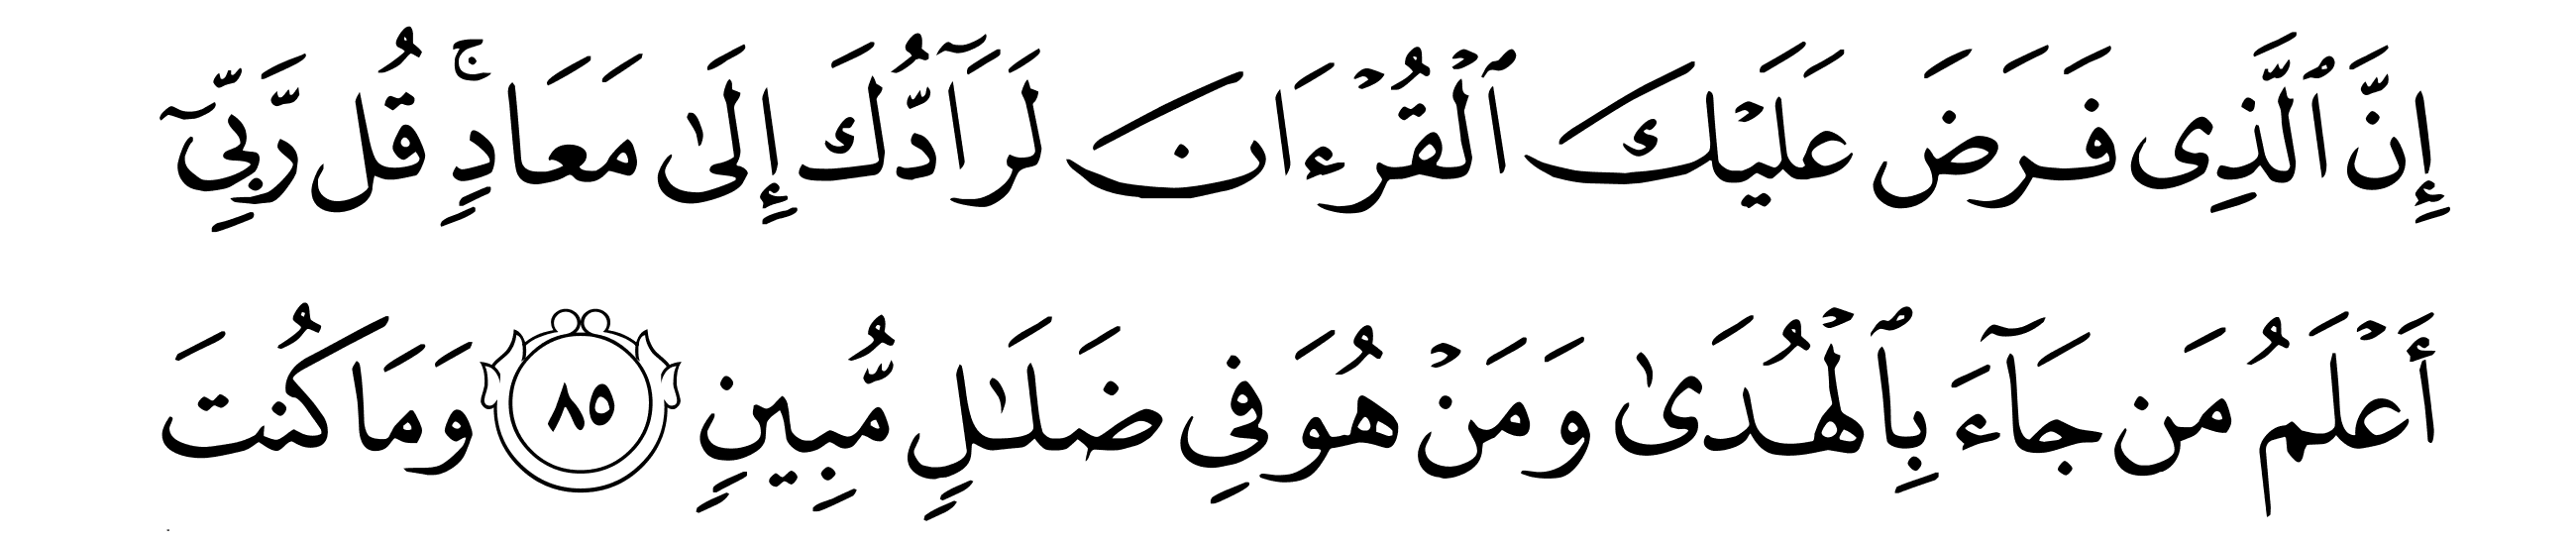 إِنَّ ٱلَّذِى فَرَضَ عَلَيۡكَ ٱلۡقُرۡءَانَ لَرَآدُّكَ إِلَىٰ مَعَادٍۚ قُل رَّبِّىٓ
أَعۡلَمُ مَن جَآءَ بِٱلۡهُدَىٰ وَمَنۡ هُوَ فِى ضَلَـٰلٍ مُّبِينٍ ٨٥ وَمَا كُنتَ